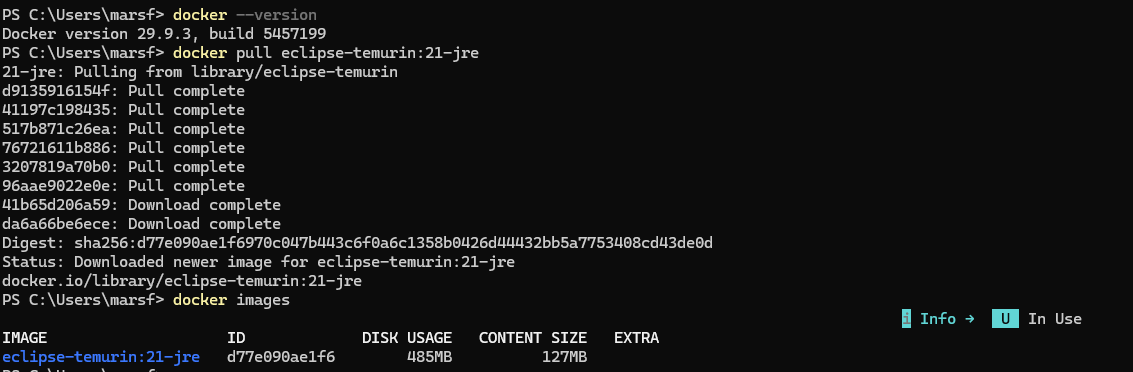 PS C:\Users\marsf> docker --version
Docker version 29.9.3, build 5457199
PS C:\Users\marsf> docker pull eclipse-temurin:21-jre
21-jre: Pulling from library/eclipse-temurin
d9135916154f: Pull complete
41197c198435: Pull complete
517b871c26ea: Pull complete
76721611b886: Pull complete
3207819a70b0: Pull complete
96aae9022e0e: Pull complete
41b65d206a59: Download complete
da6a66be6ece: Download complete
Digest: sha256:d77e090ae1f6970c047b443c6f0a6c1358b0426d44432bb5a7753408cd43de0d
Status: Downloaded newer image for eclipse-temurin:21-jre
docker.io/library/eclipse-temurin:21-jre
PS C:\Users\marsf> docker images
i Info → U In Use
IMAGE ID DISK USAGE CONTENT SIZE EXTRA
eclipse-temurin:21-jre d77e090ae1f6 485MB 127MB